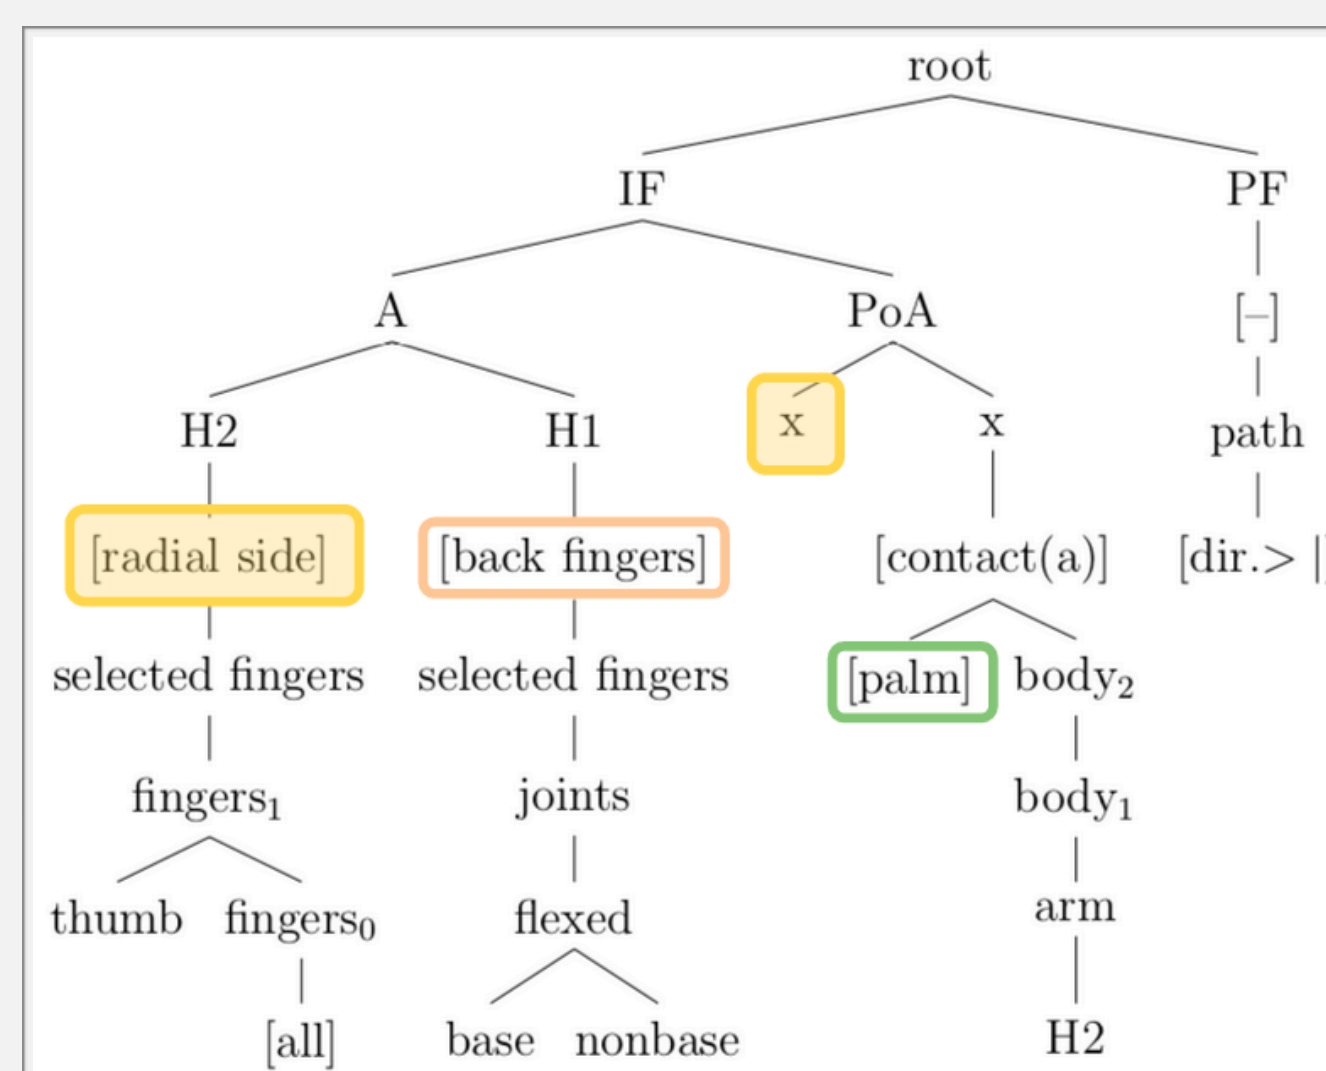 root
IF PF
A PoA [–]
H2 H1 x x path
[radial side] [back fingers] [contact(a)] [dir.> |]
selected fingers selected fingers [palm] body₂
fingers₁ joints body₁
thumb fingers₀ flexed arm
[all] base nonbase H2